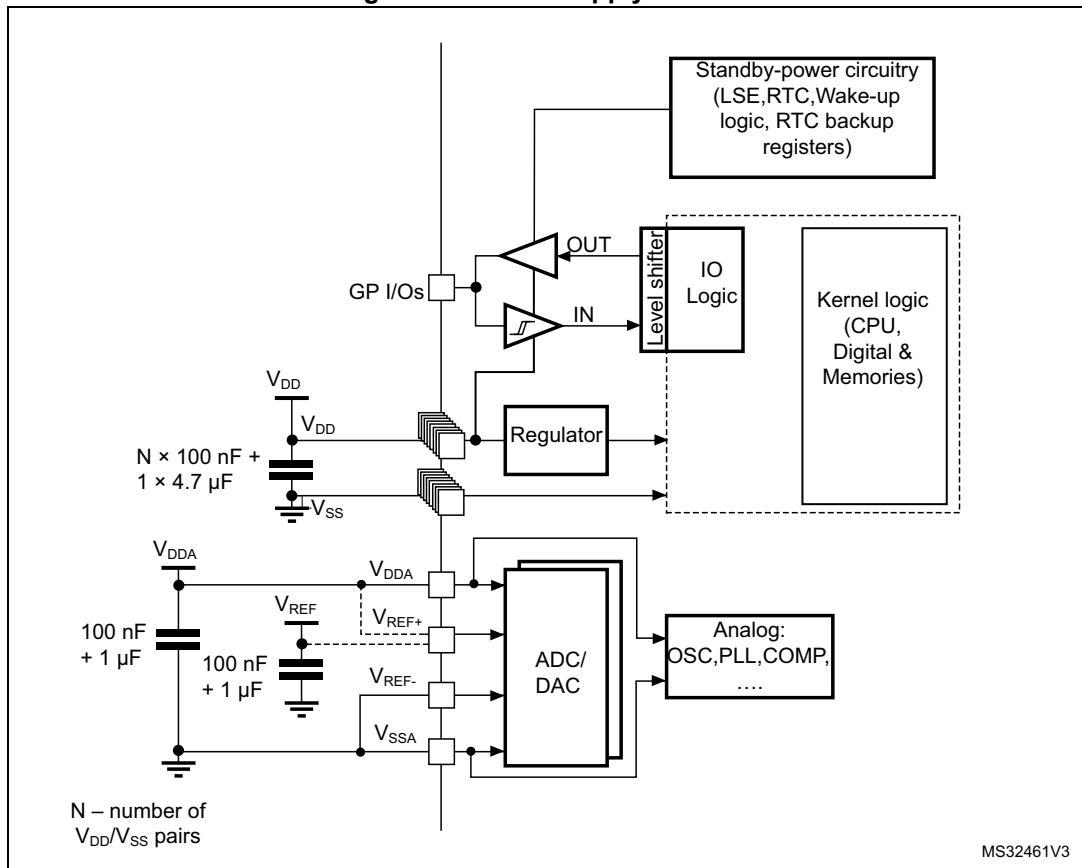 Standby-power circuitry
(LSE,RTC,Wake-up
logic, RTC backup
registers)
OUT
GP I/Os
IN
Level shifter
IO
Logic
Kernel logic
(CPU,
Digital &
Memories)
VDD
VDD
N × 100 nF +
1 × 4.7 µF
VSS
Regulator
VDDA
VDDA
VREF+
VREF
100 nF
+ 1 µF
100 nF
+ 1 µF
VREF-
VSSA
ADC/
DAC
Analog:
OSC,PLL,COMP,
....
N – number of
VDD/VSS pairs
MS32461V3